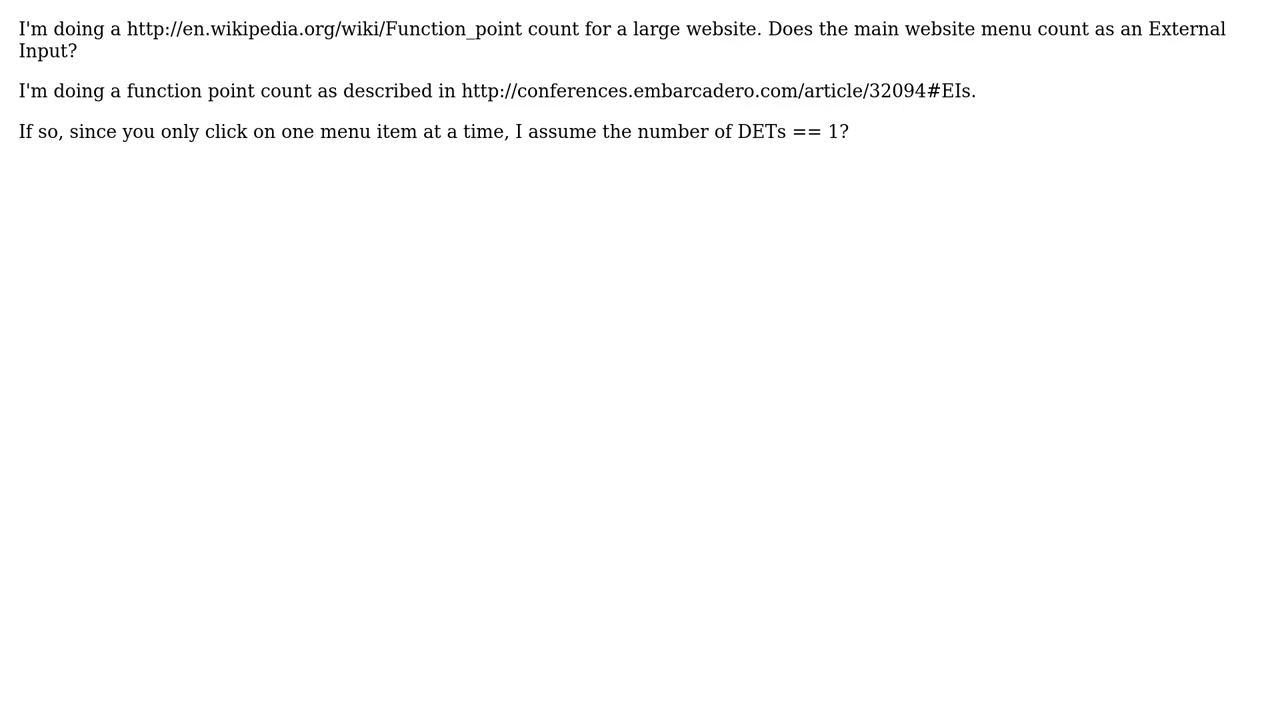 I'm doing a http://en.wikipedia.org/wiki/Function_point count for a large website. Does the main website menu count as an External
Input?
I'm doing a function point count as described in http://conferences.embarcadero.com/article/32094#EIs.
If so, since you only click on one menu item at a time, I assume the number of DETs == 1?